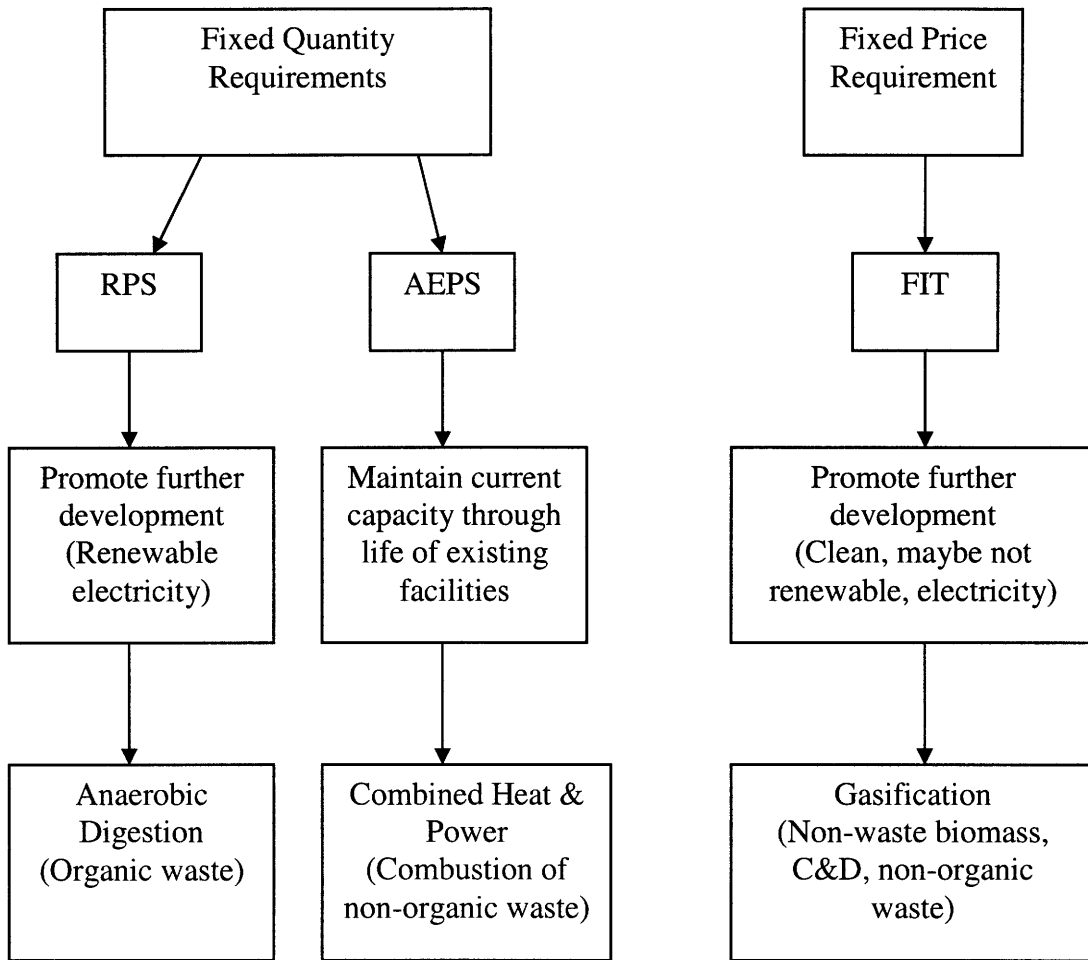 Fixed Quantity
Requirements
Fixed Price
Requirement
RPS
AEPS
FIT
Promote further
development
(Renewable
electricity)
Maintain current
capacity through
life of existing
facilities
Promote further
development
(Clean, maybe not
renewable, electricity)
Anaerobic
Digestion
(Organic waste)
Combined Heat &
Power
(Combustion of
non-organic waste)
Gasification
(Non-waste biomass,
C&D, non-organic
waste)